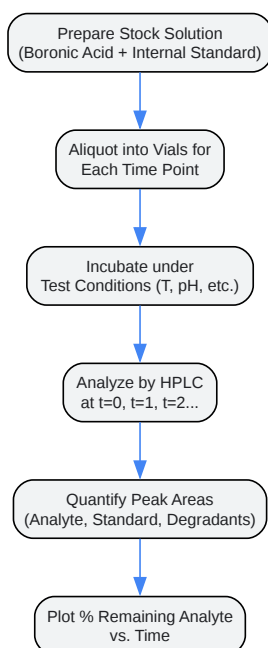 Prepare Stock Solution
(Boronic Acid + Internal Standard)
Aliquot into Vials for
Each Time Point
Incubate under
Test Conditions (T, pH, etc.)
Analyze by HPLC
at t=0, t=1, t=2...
Quantify Peak Areas
(Analyte, Standard, Degradants)
Plot % Remaining Analyte
vs. Time